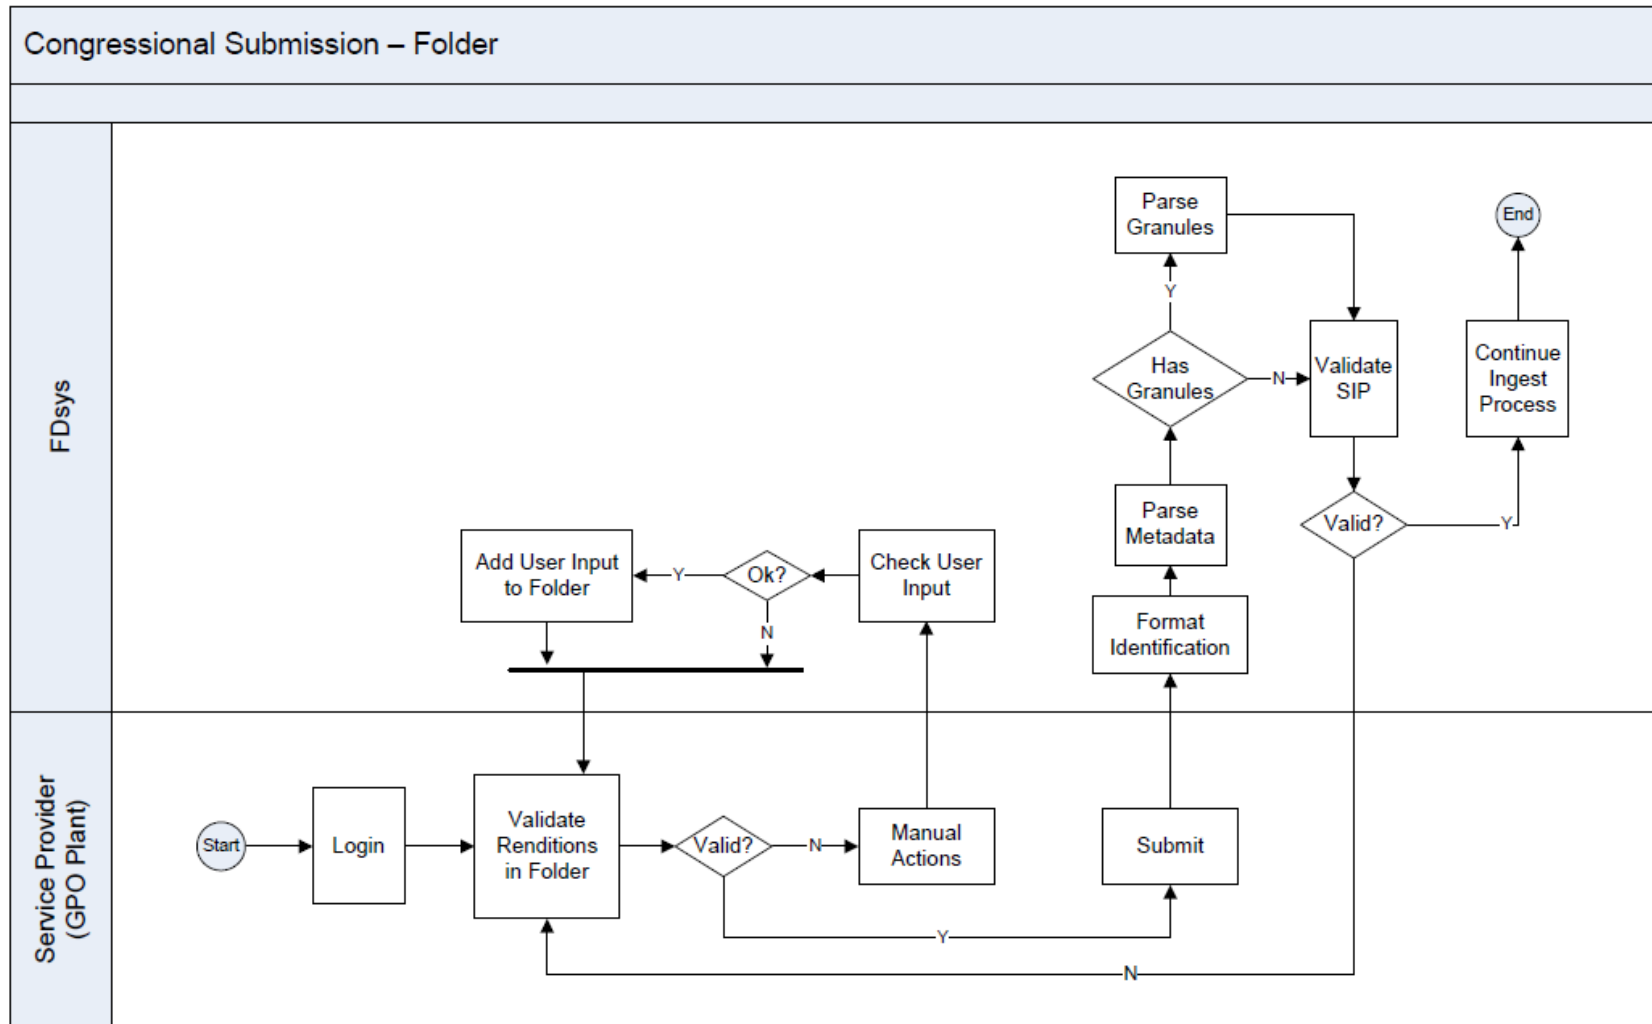 Congressional Submission – Folder
FDsys
Parse
Granules
End
Y
Has
Granules
N
Validate
SIP
Continue
Ingest
Process
Parse
Metadata
Valid?
Y
Add User Input
to Folder
Y
Ok?
Check User
Input
N
Format
Identification
Service Provider
(GPO Plant)
Start
Login
Validate
Renditions
in Folder
Valid?
N
Manual
Actions
Submit
Y
N